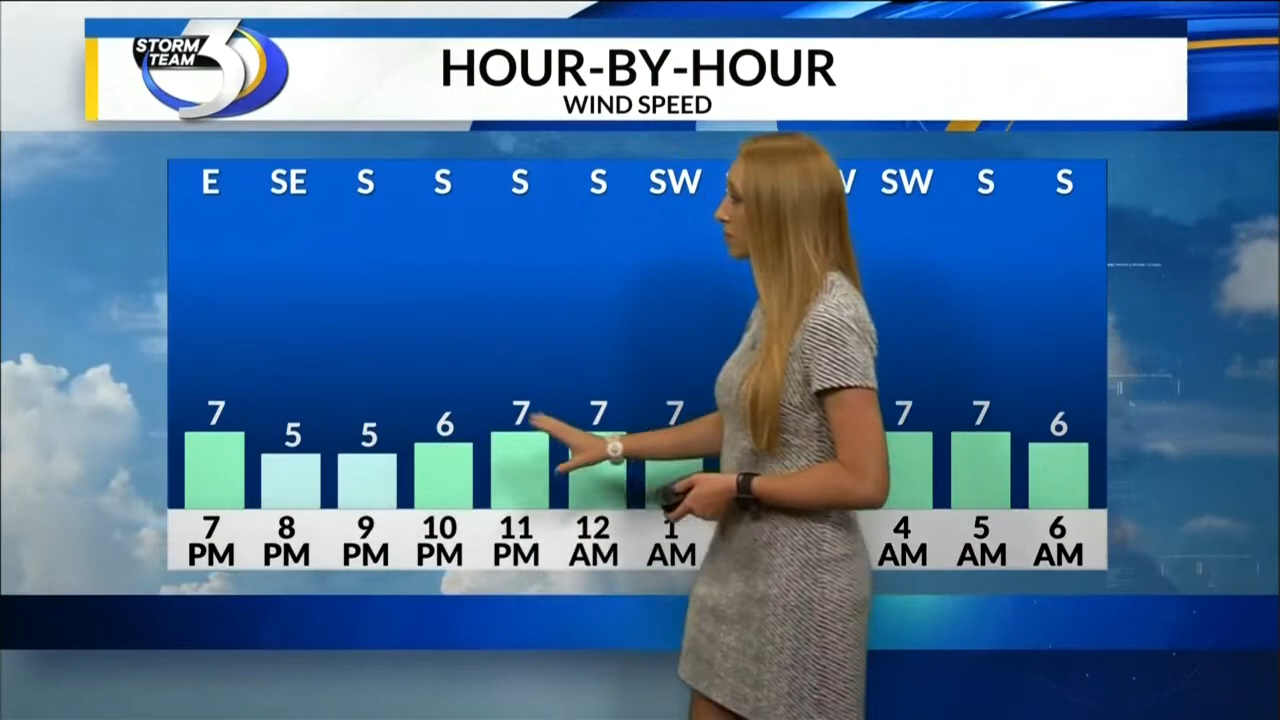 STORM
TEAM
3
HOUR-BY-HOUR
WIND SPEED
E SE S S S S SW SW S S
7 5 5 6 7 7 7 7 7 6
7 8 9 10 11 12 1 4 5 6
PM PM PM PM PM AM AM AM AM AM